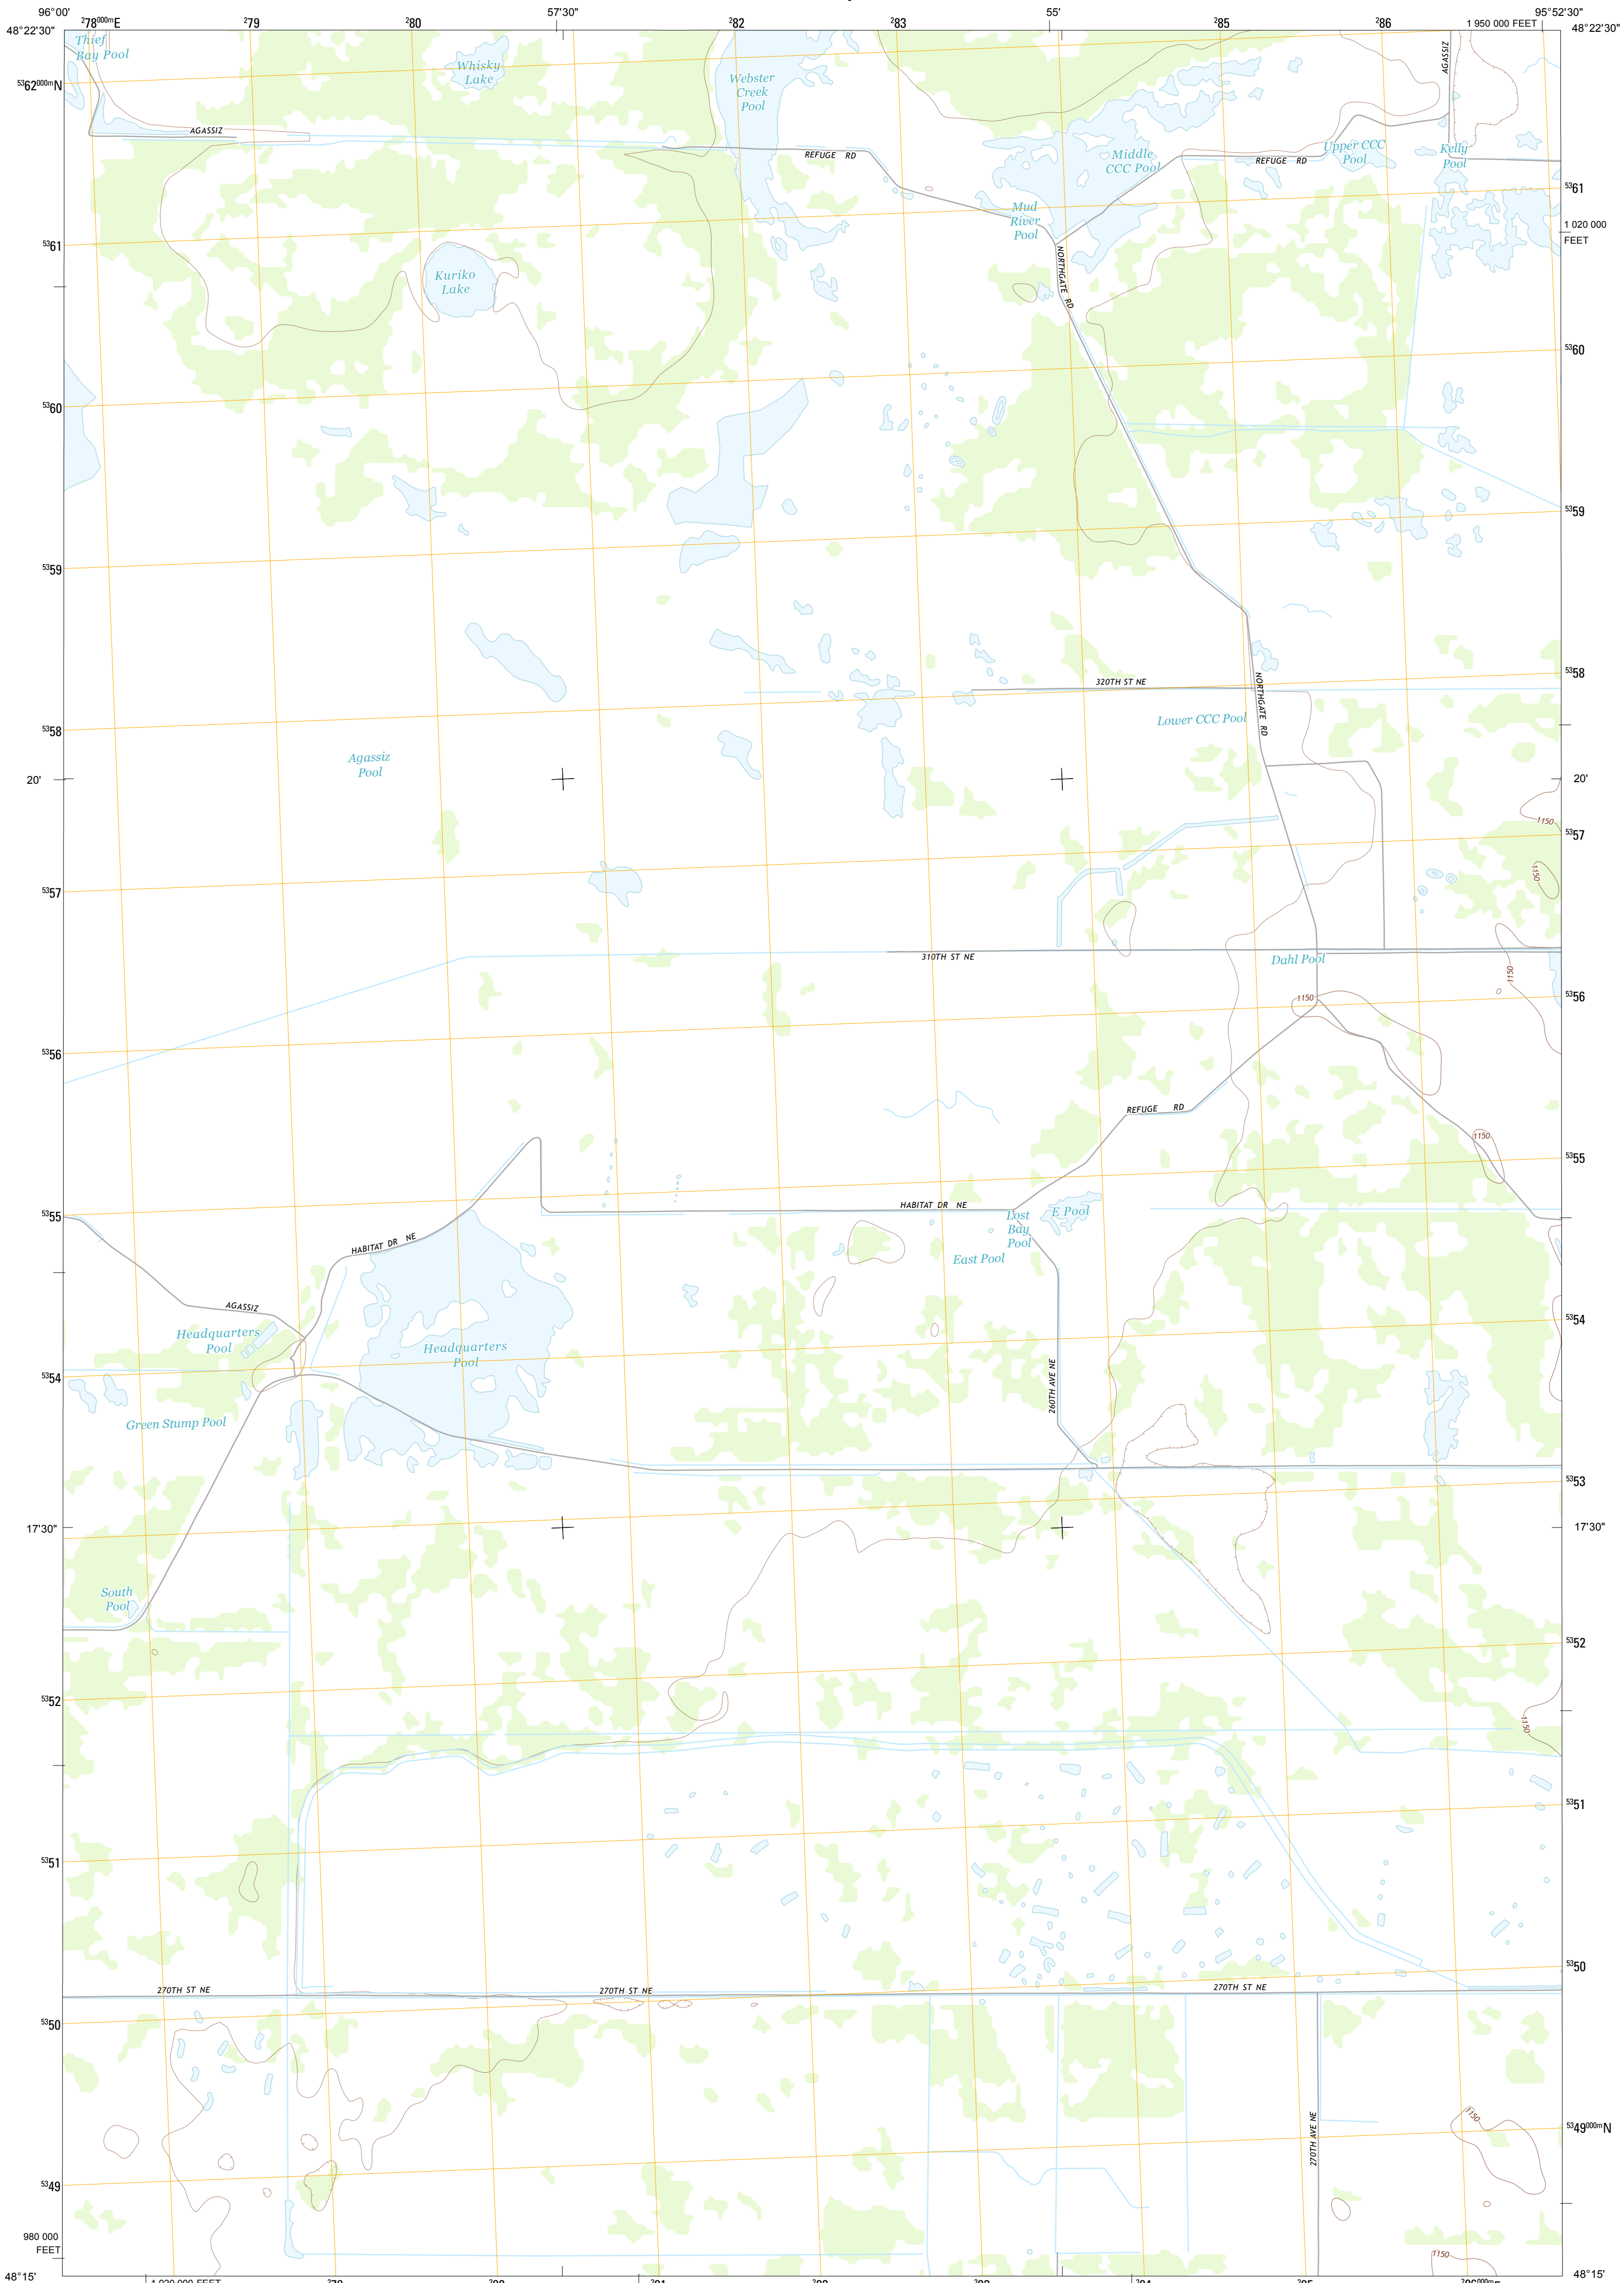 96°00'
²78⁰⁰⁰ᵐE
²79
²80
57'30"
²82
²83
55'
²85
²86
1 950 000 FEET
95°52'30"
48°22'30"
48°22'30"
Thief
Bay Pool
Whisky
Lake
Webster
Creek
Pool
AGASSIZ
⁵³62⁰⁰⁰ᵐN
AGASSIZ
REFUGE RD
Middle
CCC Pool
REFUGE RD
Upper CCC
Pool
Kelly
Pool
⁵³61
Mud
River
Pool
1 020 000
FEET
⁵³61
Kuriko
Lake
NORTHGATE RD
⁵³60
⁵³60
⁵³59
⁵³59
⁵³58
320TH ST NE
NORTHGATE RD
Lower CCC Pool
⁵³58
Agassiz
Pool
20'
20'
1150
⁵³57
1150
⁵³57
310TH ST NE
Dahl Pool
1150
⁵³56
1150
⁵³56
REFUGE RD
1150
⁵³55
⁵³55
HABITAT DR NE
Lost
Bay
Pool
E Pool
HABITAT DR NE
East Pool
AGASSIZ
⁵³54
Headquarters
Pool
Headquarters
Pool
⁵³54
260TH AVE NE
Green Stump Pool
⁵³53
17'30"
17'30"
South
Pool
⁵³52
⁵³52
1150
⁵³51
⁵³51
⁵³50
270TH ST NE
270TH ST NE
270TH ST NE
⁵³50
1150
⁵³49⁰⁰⁰ᵐN
270TH AVE NE
⁵³49
980 000
FEET
1150
48°15'
48°15'